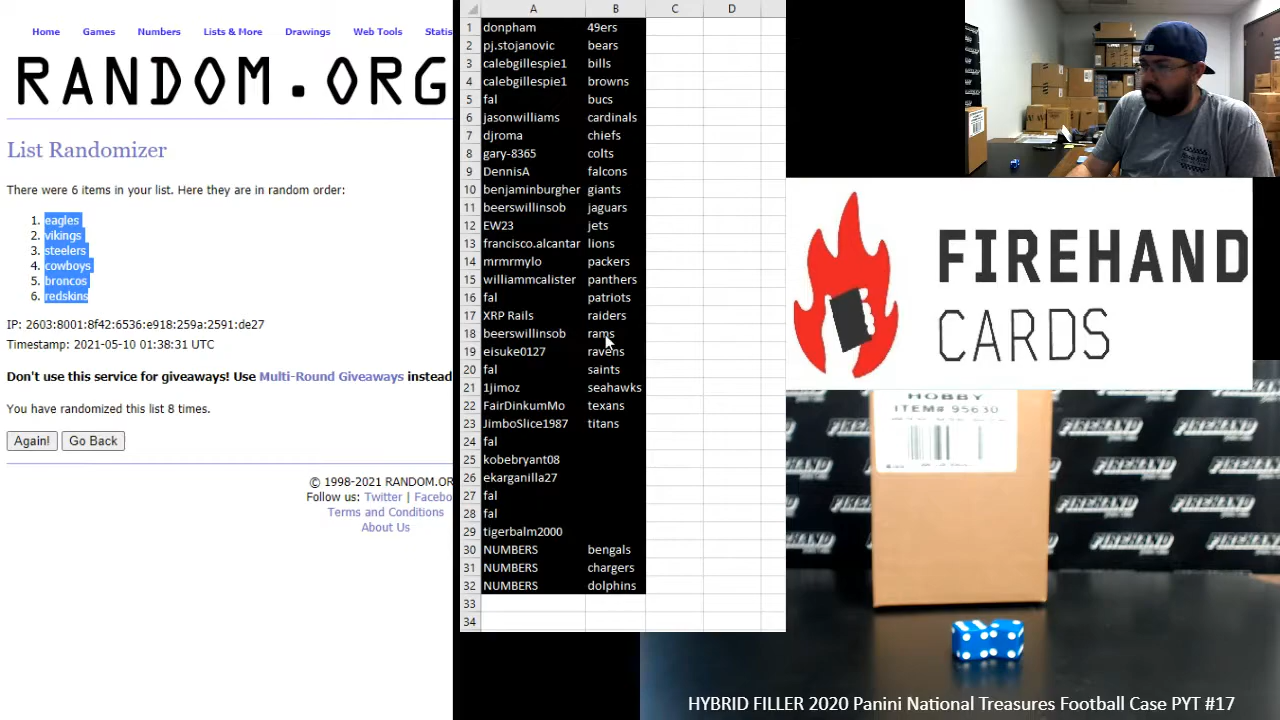 Home Games Numbers Lists & More Drawings Web Tools Statis
RANDOM.ORG
List Randomizer
There were 6 items in your list. Here they are in random order:
1. eagles
2. vikings
3. steelers
4. cowboys
5. broncos
6. redskins
IP: 2603:8001:8f42:6536:e918:259a:2591:de27
Timestamp: 2021-05-10 01:38:31 UTC
Don't use this service for giveaways! Use Multi-Round Giveaways instead
You have randomized this list 8 times.
Again! Go Back
© 1998-2021 RANDOM.OR
Follow us: Twitter | Facebo
Terms and Conditions
About Us
A B C D
1 donpham 49ers
2 pj.stojanovic bears
3 calebgillespie1 bills
4 calebgillespie1 browns
5 fal bucs
6 jasonwilliams cardinals
7 djroma chiefs
8 gary-8365 colts
9 DennisA falcons
10 benjaminburgher giants
11 beerswillinsob jaguars
12 EW23 jets
13 francisco.alcantar lions
14 mrmrmylo packers
15 williammcalister panthers
16 fal patriots
17 XRP Rails raiders
18 beerswillinsob rams
19 eisuke0127 ravens
20 fal saints
21 1jimoz seahawks
22 FairDinkumMo texans
23 JimboSlice1987 titans
24 fal
25 kobebryant08
26 ekarganilla27
27 fal
28 fal
29 tigerbalm2000
30 NUMBERS bengals
31 NUMBERS chargers
32 NUMBERS dolphins
33
34
FIREHAND
CARDS
HOBBY
ITEM# 95630
FIREHAND
HYBRID FILLER 2020 Panini National Treasures Football Case PYT #17